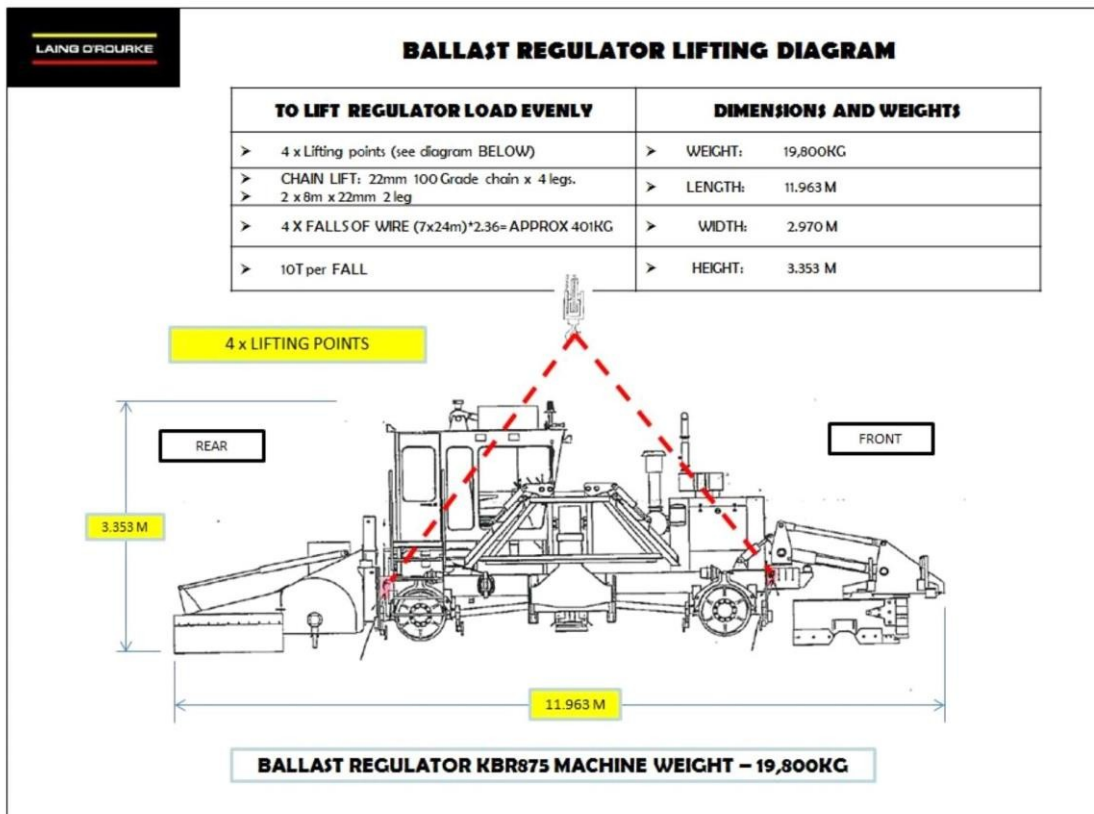 LAING O'ROURKE
BALLAST REGULATOR LIFTING DIAGRAM
TO LIFT REGULATOR LOAD EVENLY
DIMENSIONS AND WEIGHTS
➤ 4 x Lifting points (see diagram BELOW)
➤ WEIGHT: 19,800KG
➤ CHAIN LIFT: 22mm 100 Grade chain x 4 legs.
➤ 2 x 8m x 22mm 2 leg
➤ LENGTH: 11.963 M
➤ 4 X FALLS OF WIRE (7x24m)*2.36= APPROX 401KG
➤ WIDTH: 2.970 M
➤ 10T per FALL
➤ HEIGHT: 3.353 M
4 x LIFTING POINTS
REAR
FRONT
3.353 M
11.963 M
BALLAST REGULATOR KBR875 MACHINE WEIGHT – 19,800KG